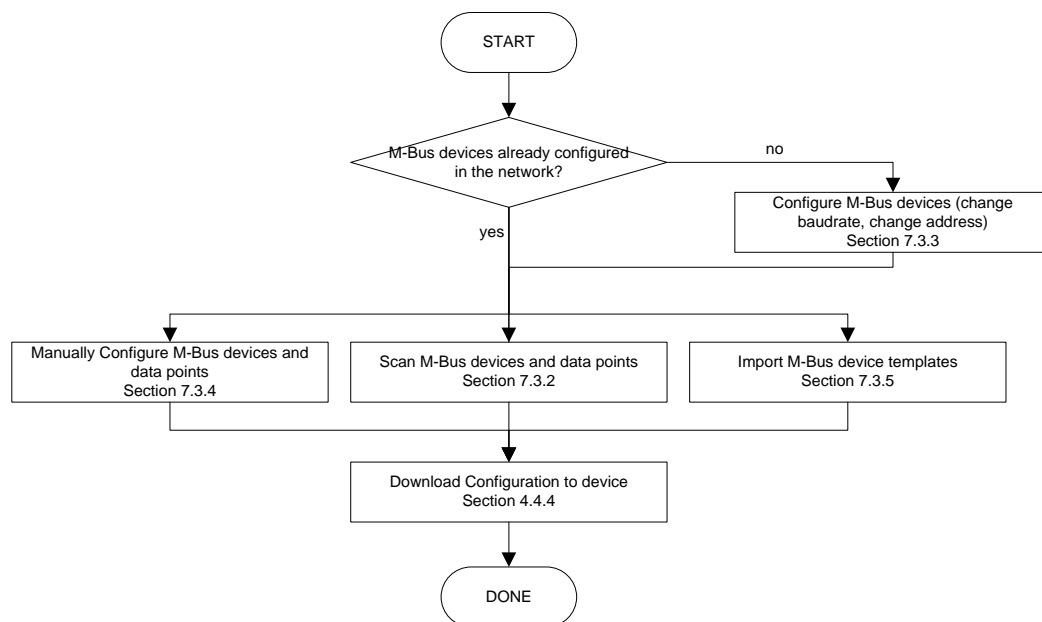 START
M-Bus devices already configured
in the network?
no
Configure M-Bus devices (change
baudrate, change address)
Section 7.3.3
yes
Manually Configure M-Bus devices and
data points
Section 7.3.4
Scan M-Bus devices and data points
Section 7.3.2
Import M-Bus device templates
Section 7.3.5
Download Configuration to device
Section 4.4.4
DONE